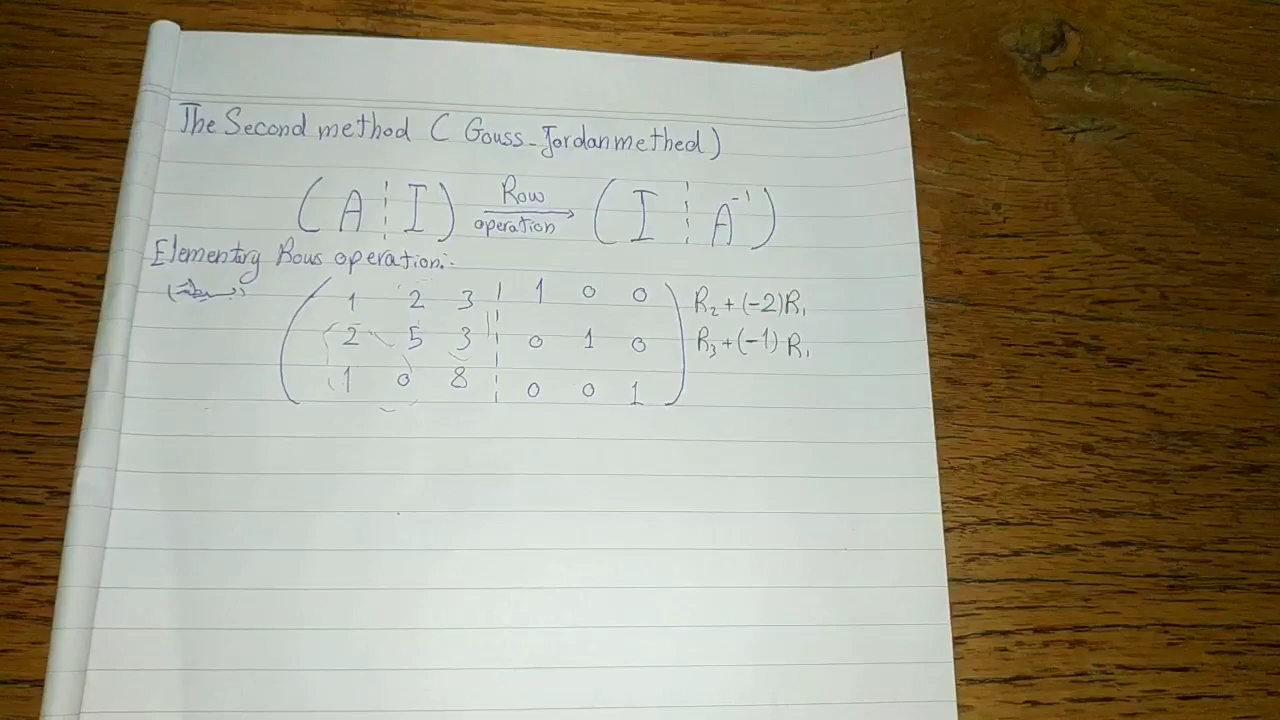 The Second method ( Gouss-Jordan methed )
( A ¦ I ) Row operation → ( I ¦ A⁻¹ )
Elementry Rous operation:-
( 1 2 3 ¦ 1 0 0 ) R₂+(-2)R₁
2 5 3 ¦ 0 1 0 R₃+(-1) R₁
1 0 8 ¦ 0 0 1